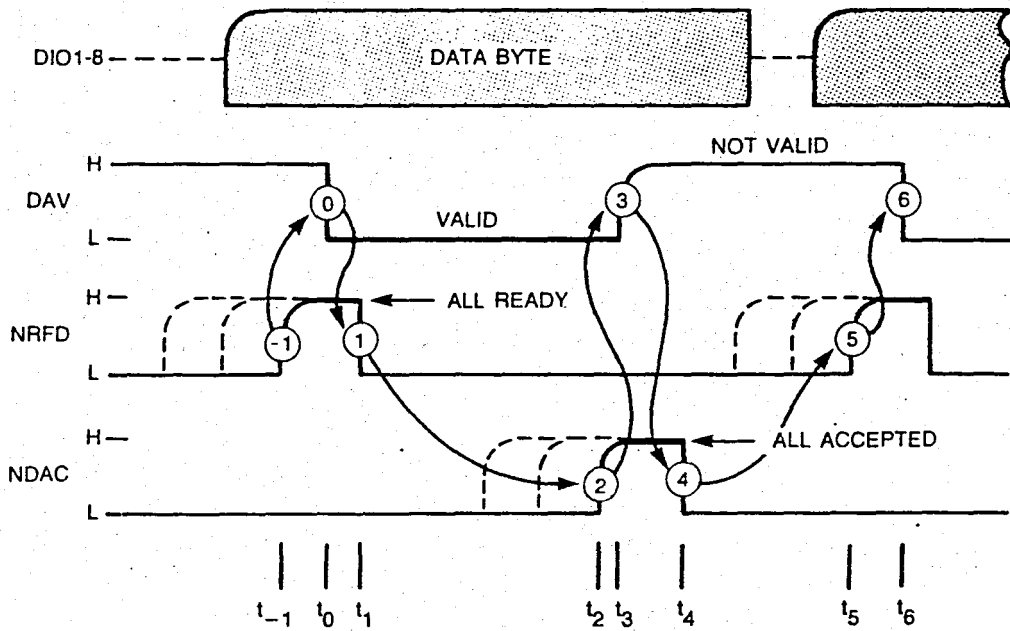 DIO1-8
DATA BYTE
H
NOT VALID
DAV
0
3
6
VALID
L
H
ALL READY
NRFD
-1
1
5
L
H
ALL ACCEPTED
NDAC
2
4
L
t-1 t0 t1 t2 t3 t4 t5 t6